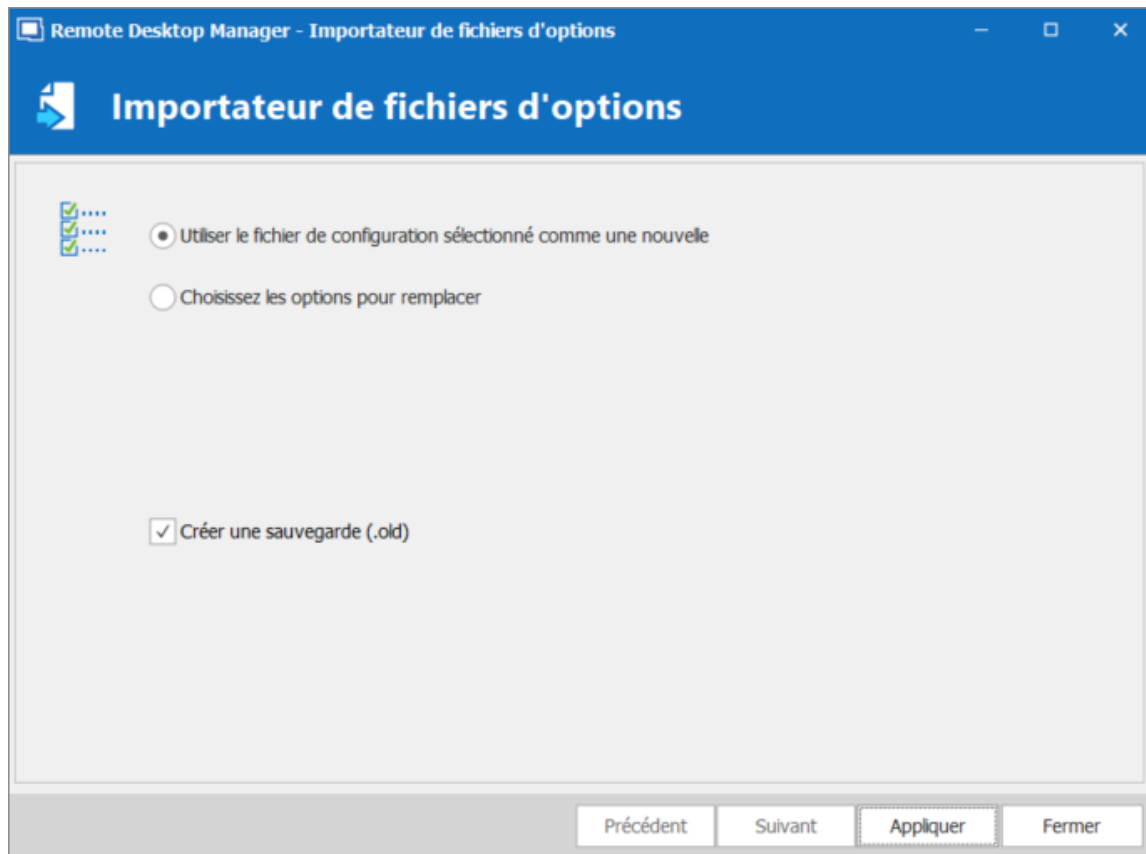 Remote Desktop Manager - Importateur de fichiers d'options
Importateur de fichiers d'options
Utiliser le fichier de configuration sélectionné comme une nouvelle
Choisissez les options pour remplacer
Créer une sauvegarde (.old)
Précédent Suivant Appliquer Fermer